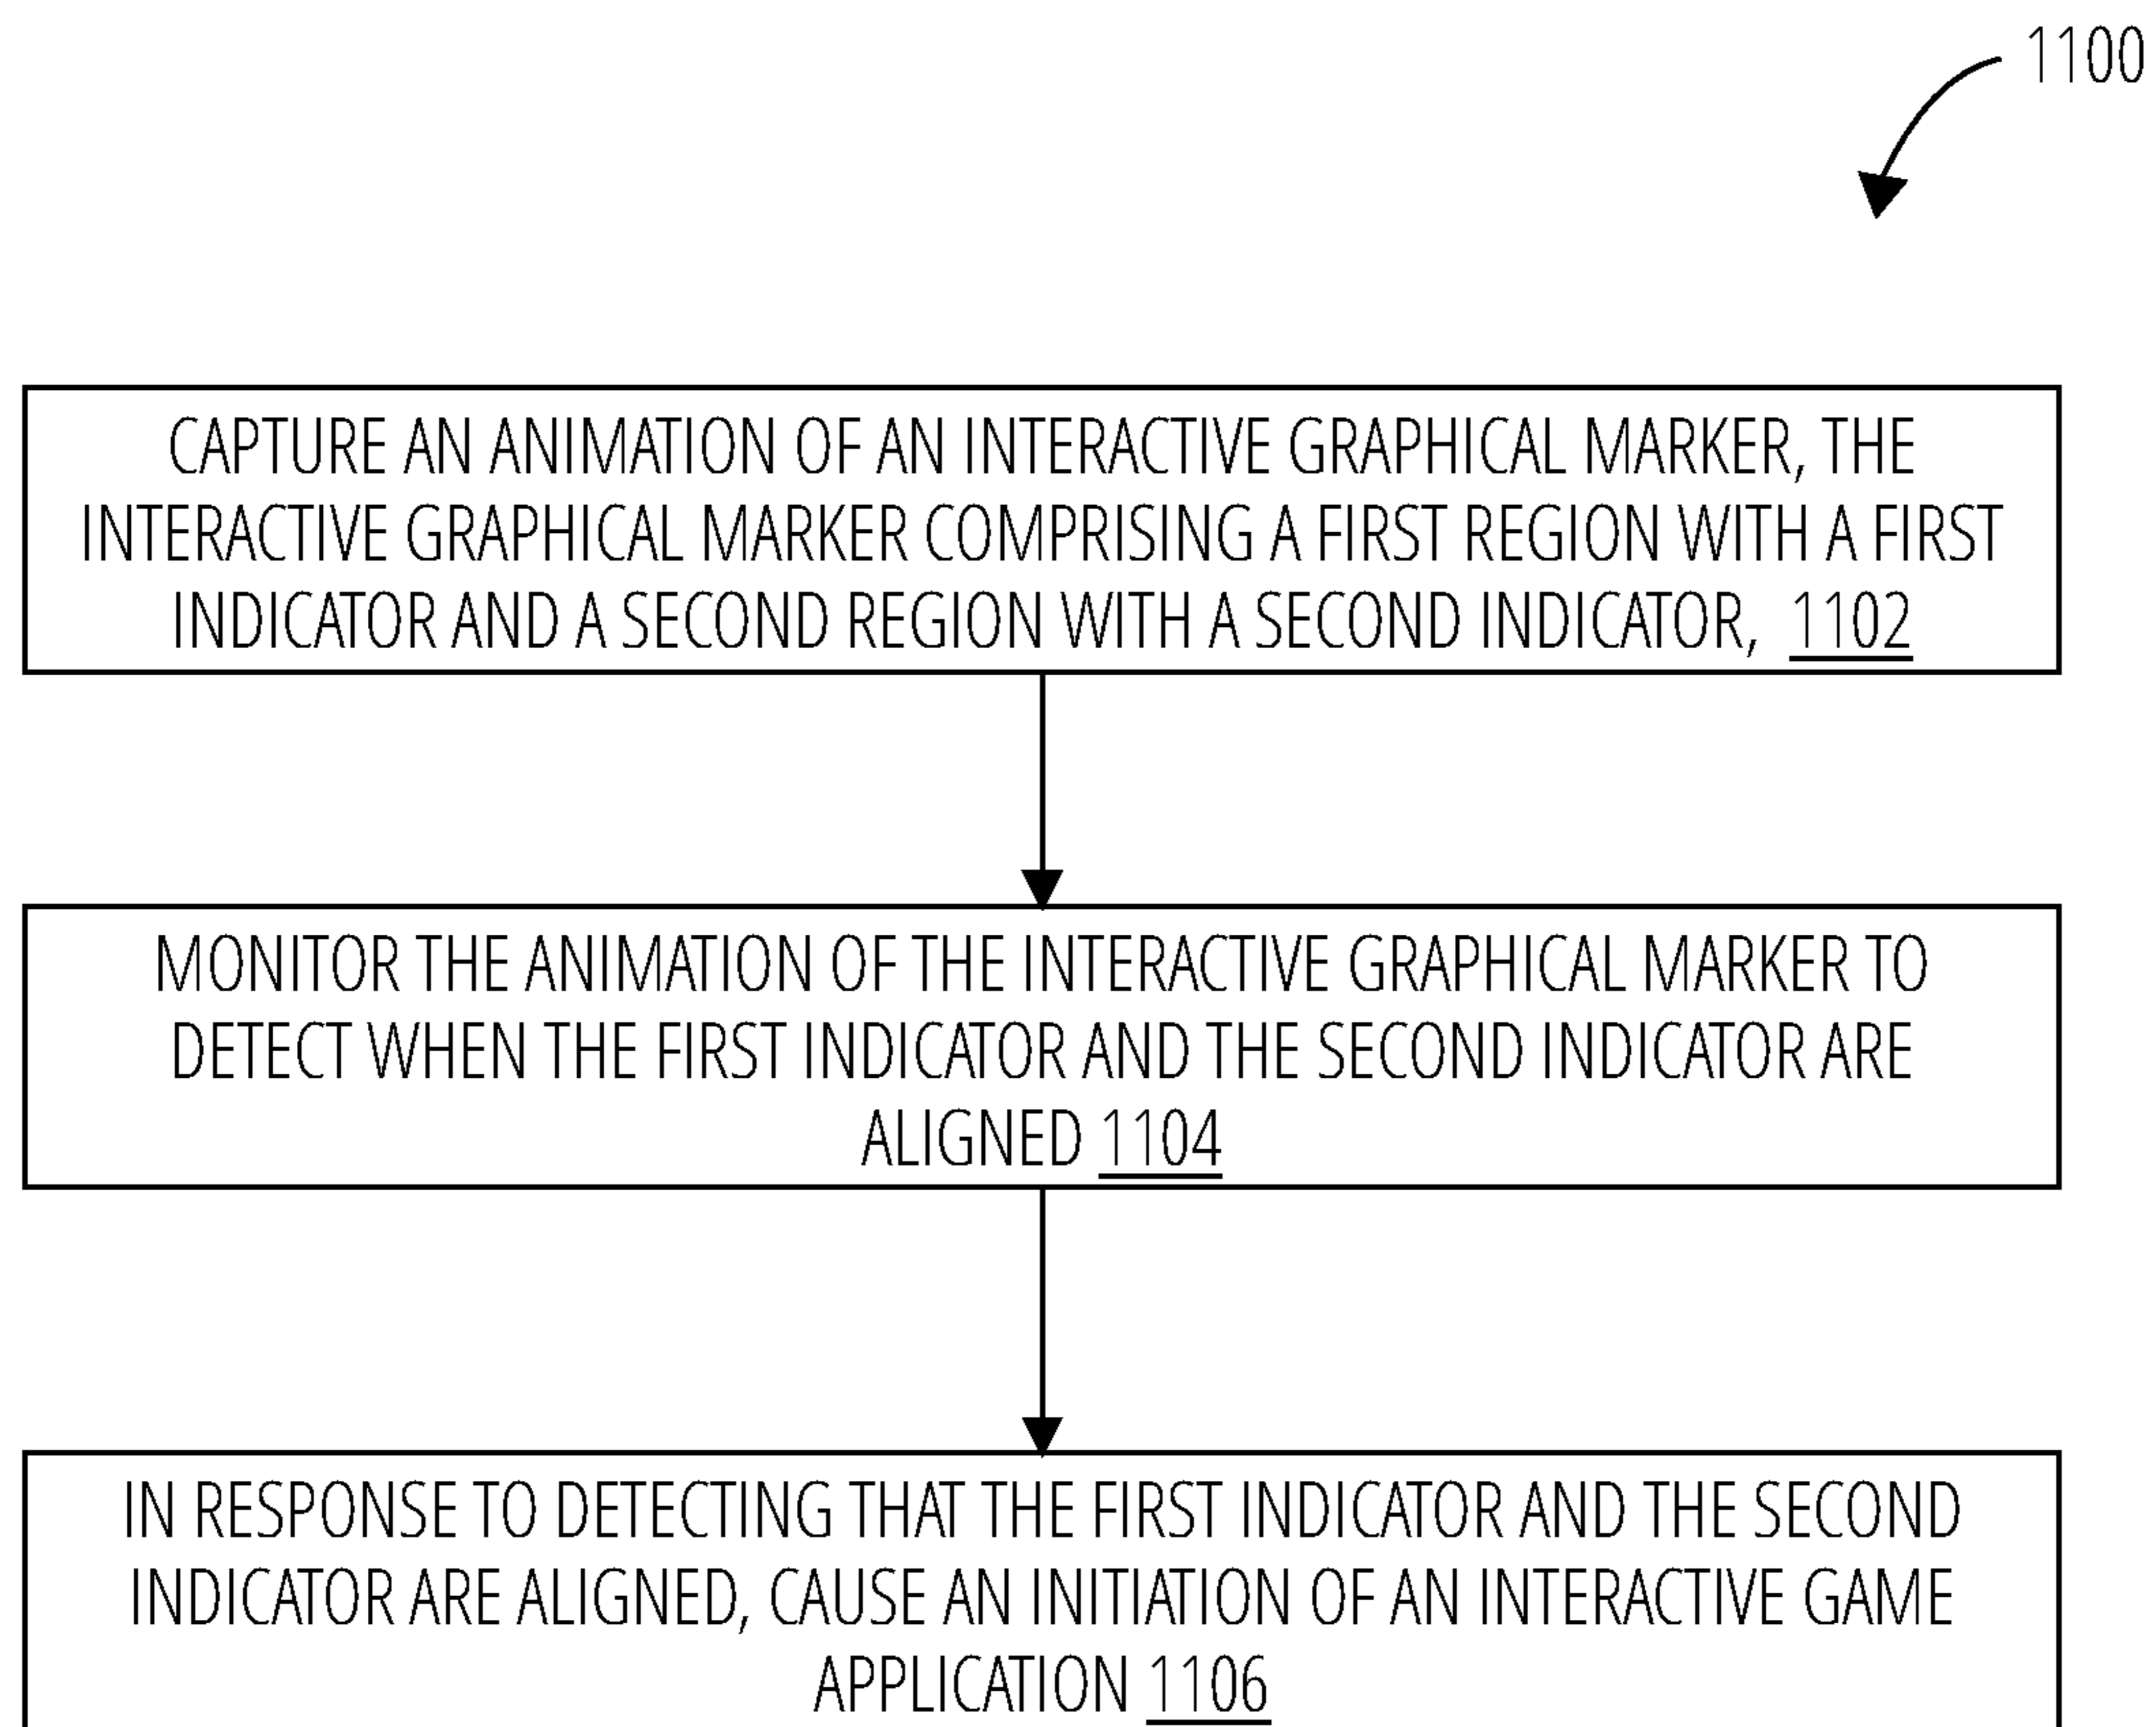 1100
CAPTURE AN ANIMATION OF AN INTERACTIVE GRAPHICAL MARKER, THE
INTERACTIVE GRAPHICAL MARKER COMPRISING A FIRST REGION WITH A FIRST
INDICATOR AND A SECOND REGION WITH A SECOND INDICATOR, 1102
MONITOR THE ANIMATION OF THE INTERACTIVE GRAPHICAL MARKER TO
DETECT WHEN THE FIRST INDICATOR AND THE SECOND INDICATOR ARE
ALIGNED 1104
IN RESPONSE TO DETECTING THAT THE FIRST INDICATOR AND THE SECOND
INDICATOR ARE ALIGNED, CAUSE AN INITIATION OF AN INTERACTIVE GAME
APPLICATION 1106